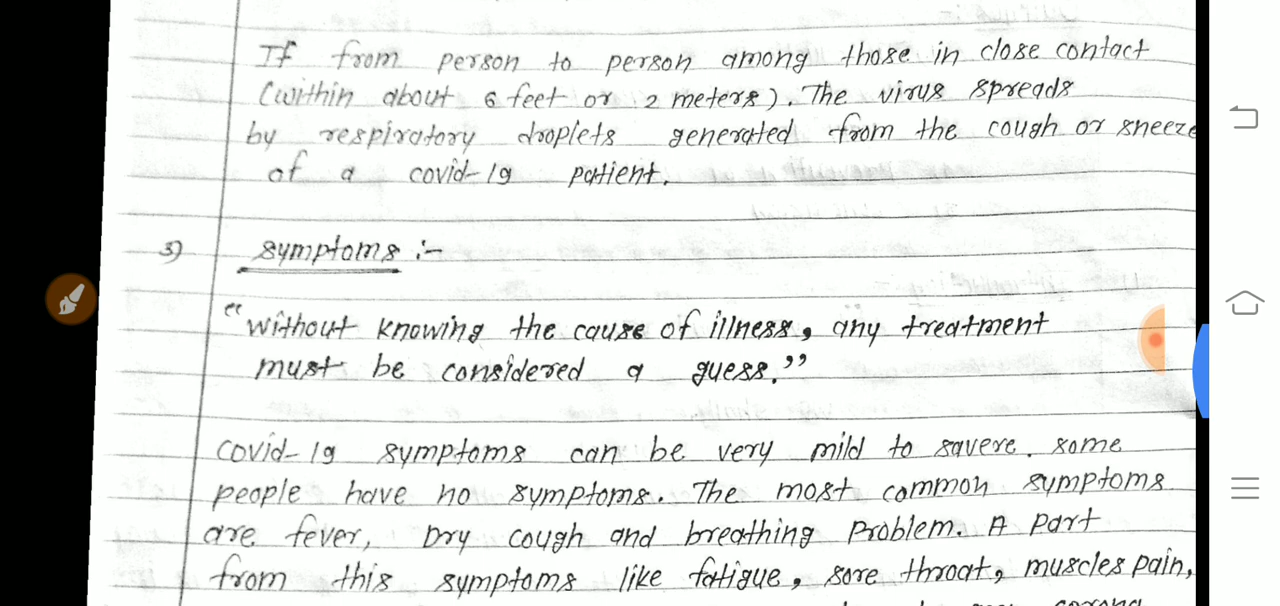 If from person to person among those in close contact
(within about 6 feet or 2 meters). The virus spreads
by respiratory droplets generated from the cough or sneeze
of a covid-19 patient.
3) symptoms :-
"without knowing the cause of illness, any treatment
must be considered a guess."
covid-19 symptoms can be very mild to savere. some
people have no symptoms. The most common symptoms
are fever, Dry cough and breathing Problem. A part
from this symptoms like fatigue, sore throat, muscles pain,
corona